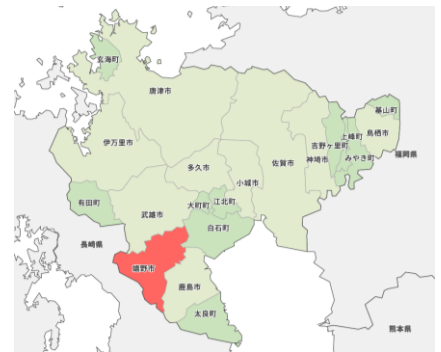 玄海町
唐津市
基山町
上峰町
鳥栖市
吉野ヶ里町
みやき町
福岡県
神埼市
佐賀市
伊万里市
多久市
小城市
有田町
武雄市
大町町
江北町
白石町
長崎県
嬉野市
鹿島市
太良町
熊本県